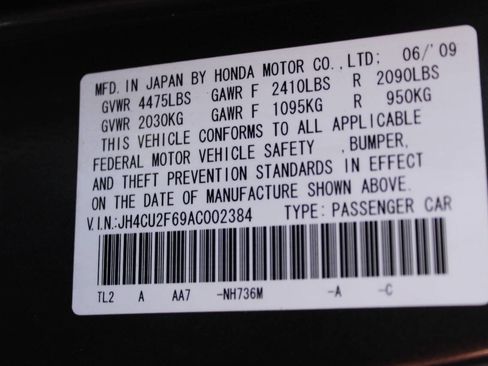 MFD. IN JAPAN BY HONDA MOTOR CO.,LTD: 06/'09
GVWR 4475LBS GAWR F 2410LBS R 2090LBS
GVWR 2030KG GAWR F 1095KG R 950KG
THIS VEHICLE CONFORMS TO ALL APPLICABLE
FEDERAL MOTOR VEHICLE SAFETY ,BUMPER,
AND THEFT PREVENTION STANDARDS IN EFFECT
ON THE DATE OF MANUFACTURE SHOWN ABOVE.
V.I.N.:JH4CU2F69AC002384 TYPE: PASSENGER CAR
TL2 A AA7 -NH736M -A -C